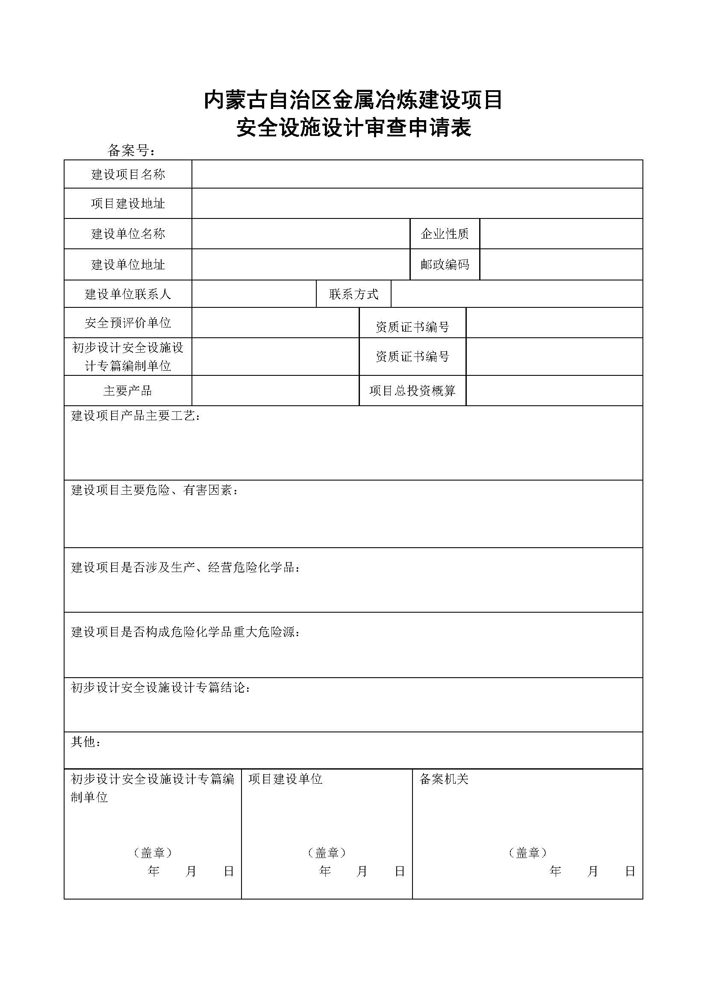 内蒙古自治区金属冶炼建设项目
安全设施设计审查申请表
备案号：
建设项目名称
项目建设地址
建设单位名称 企业性质
建设单位地址 邮政编码
建设单位联系人 联系方式
安全预评价单位 资质证书编号
初步设计安全设施设
计专篇编制单位 资质证书编号
主要产品 项目总投资概算
建设项目产品主要工艺：
建设项目主要危险、有害因素：
建设项目是否涉及生产、经营危险化学品：
建设项目是否构成危险化学品重大危险源：
初步设计安全设施设计专篇结论：
其他：
初步设计安全设施设计专篇编
制单位
（盖章）
年 月 日
项目建设单位
（盖章）
年 月 日
备案机关
（盖章）
年 月 日